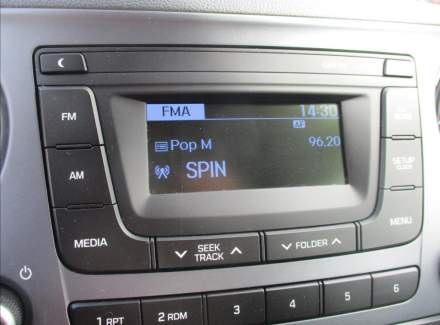 FMA 14:30
AF
FM Pop M 96.20
AM SPIN SETUP
CLOCK
MEDIA SEEK TRACK FOLDER MENU
1 RPT 2 RDM 3 4 5 6